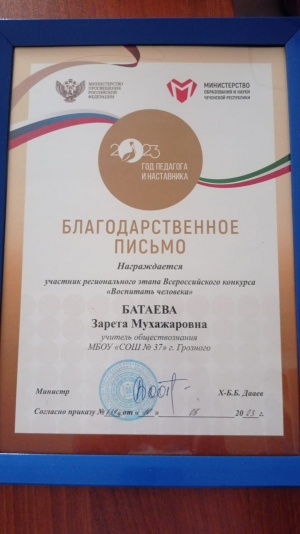 МИНИСТЕРСТВО
ПРОСВЕЩЕНИЯ
РОССИЙСКОЙ
ФЕДЕРАЦИИ
МИНИСТЕРСТВО
ОБРАЗОВАНИЯ И НАУКИ
ЧЕЧЕНСКОЙ РЕСПУБЛИКИ
2023
ГОД ПЕДАГОГА
И НАСТАВНИКА
БЛАГОДАРСТВЕННОЕ
ПИСЬМО
Награждается
участник регионального этапа Всероссийского конкурса
«Воспитать человека»
БАТАЕВА
Зарета Мухажаровна
учитель обществознания
МБОУ «СОШ № 37» г. Грозного
Министр
Х-Б.Б. Дааев
Согласно приказу № от « » 06 2023 г.